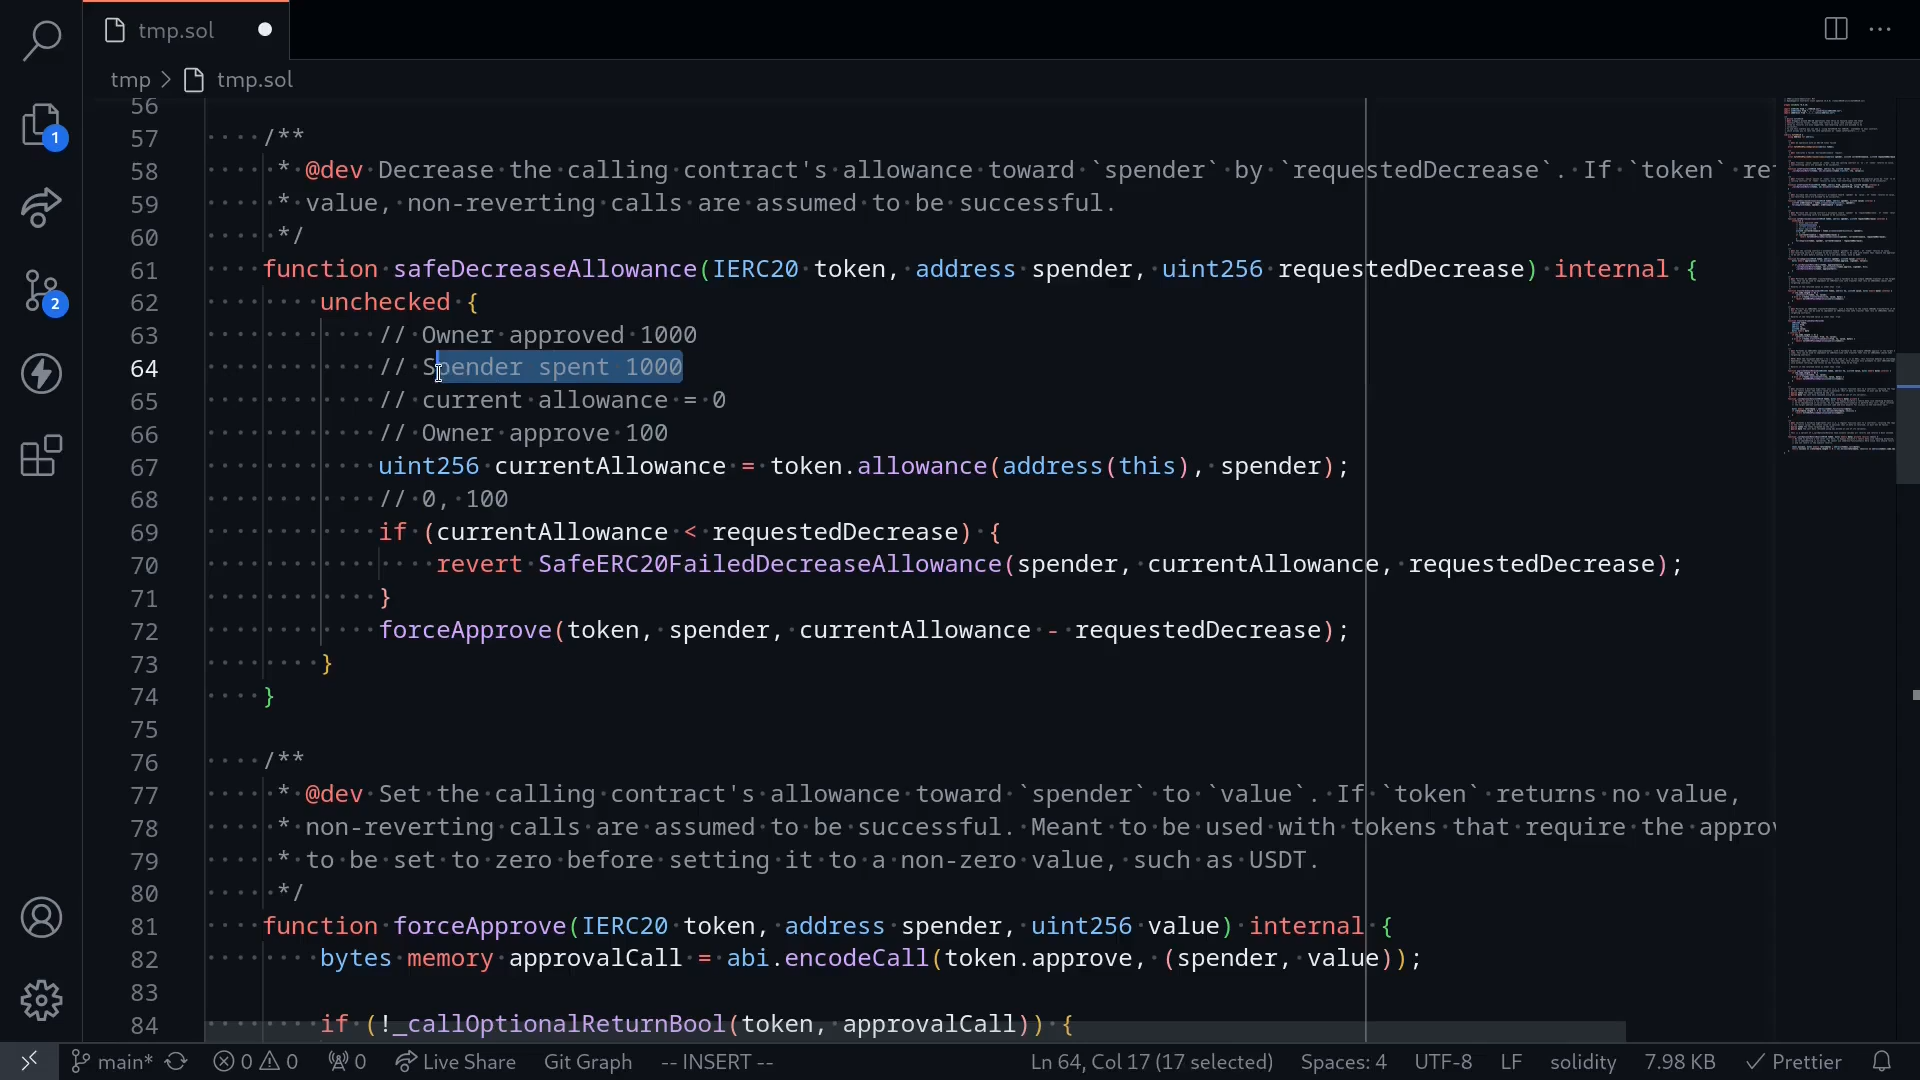 tmp.sol
tmp > tmp.sol
56
57 /**
58 * @dev Decrease the calling contract's allowance toward `spender` by `requestedDecrease`. If `token`
59 * value, non-reverting calls are assumed to be successful.
60 */
61 function safeDecreaseAllowance(IERC20 token, address spender, uint256 requestedDecrease) internal {
62 unchecked {
63 // Owner approved 1000
64 // Spender spent 1000
65 // current allowance = 0
66 // Owner approve 100
67 uint256 currentAllowance = token.allowance(address(this), spender);
68 // 0, 100
69 if (currentAllowance < requestedDecrease) {
70 revert SafeERC20FailedDecreaseAllowance(spender, currentAllowance, requestedDecrease);
71 }
72 forceApprove(token, spender, currentAllowance - requestedDecrease);
73 }
74 }
75
76 /**
77 * @dev Set the calling contract's allowance toward `spender` to `value`. If `token` returns no value,
78 * non-reverting calls are assumed to be successful. Meant to be used with tokens that require the
79 * to be set to zero before setting it to a non-zero value, such as USDT.
80 */
81 function forceApprove(IERC20 token, address spender, uint256 value) internal {
82 bytes memory approvalCall = abi.encodeCall(token.approve, (spender, value));
83
84 if (!_callOptionalReturnBool(token, approvalCall)) {
1
2
main* 0 0 0 Live Share Git Graph -- INSERT -- Ln 64, Col 17 (17 selected) Spaces: 4 UTF-8 LF solidity 7.98 KB Prettier